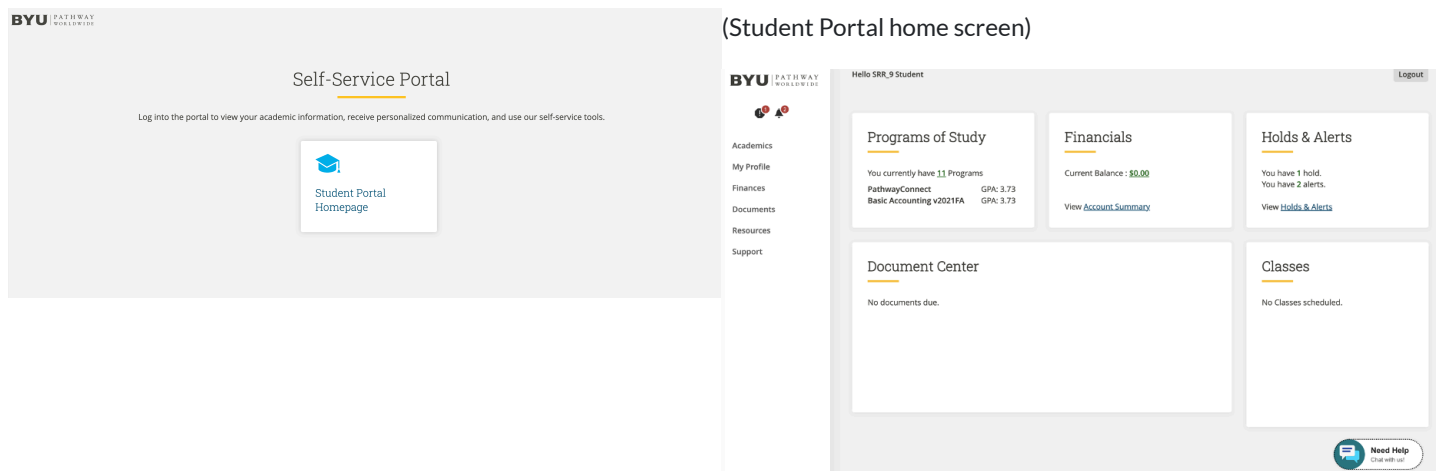 BYU PATHWAY
WORLDWIDE
Self-Service Portal
Log into the portal to view your academic information, receive personalized communication, and use our self-service tools.
Student Portal
Homepage
(Student Portal home screen)
BYU PATHWAY
WORLDWIDE
Hello SRR_9 Student
Logout
1 2
Academics
My Profile
Finances
Documents
Resources
Support
Programs of Study
You currently have 11 Programs
PathwayConnect GPA: 3.73
Basic Accounting v2021FA GPA: 3.73
Financials
Current Balance : $0.00
View Account Summary
Holds & Alerts
You have 1 hold.
You have 2 alerts.
View Holds & Alerts
Document Center
No documents due.
Classes
No Classes scheduled.
Need Help
Chat with us!